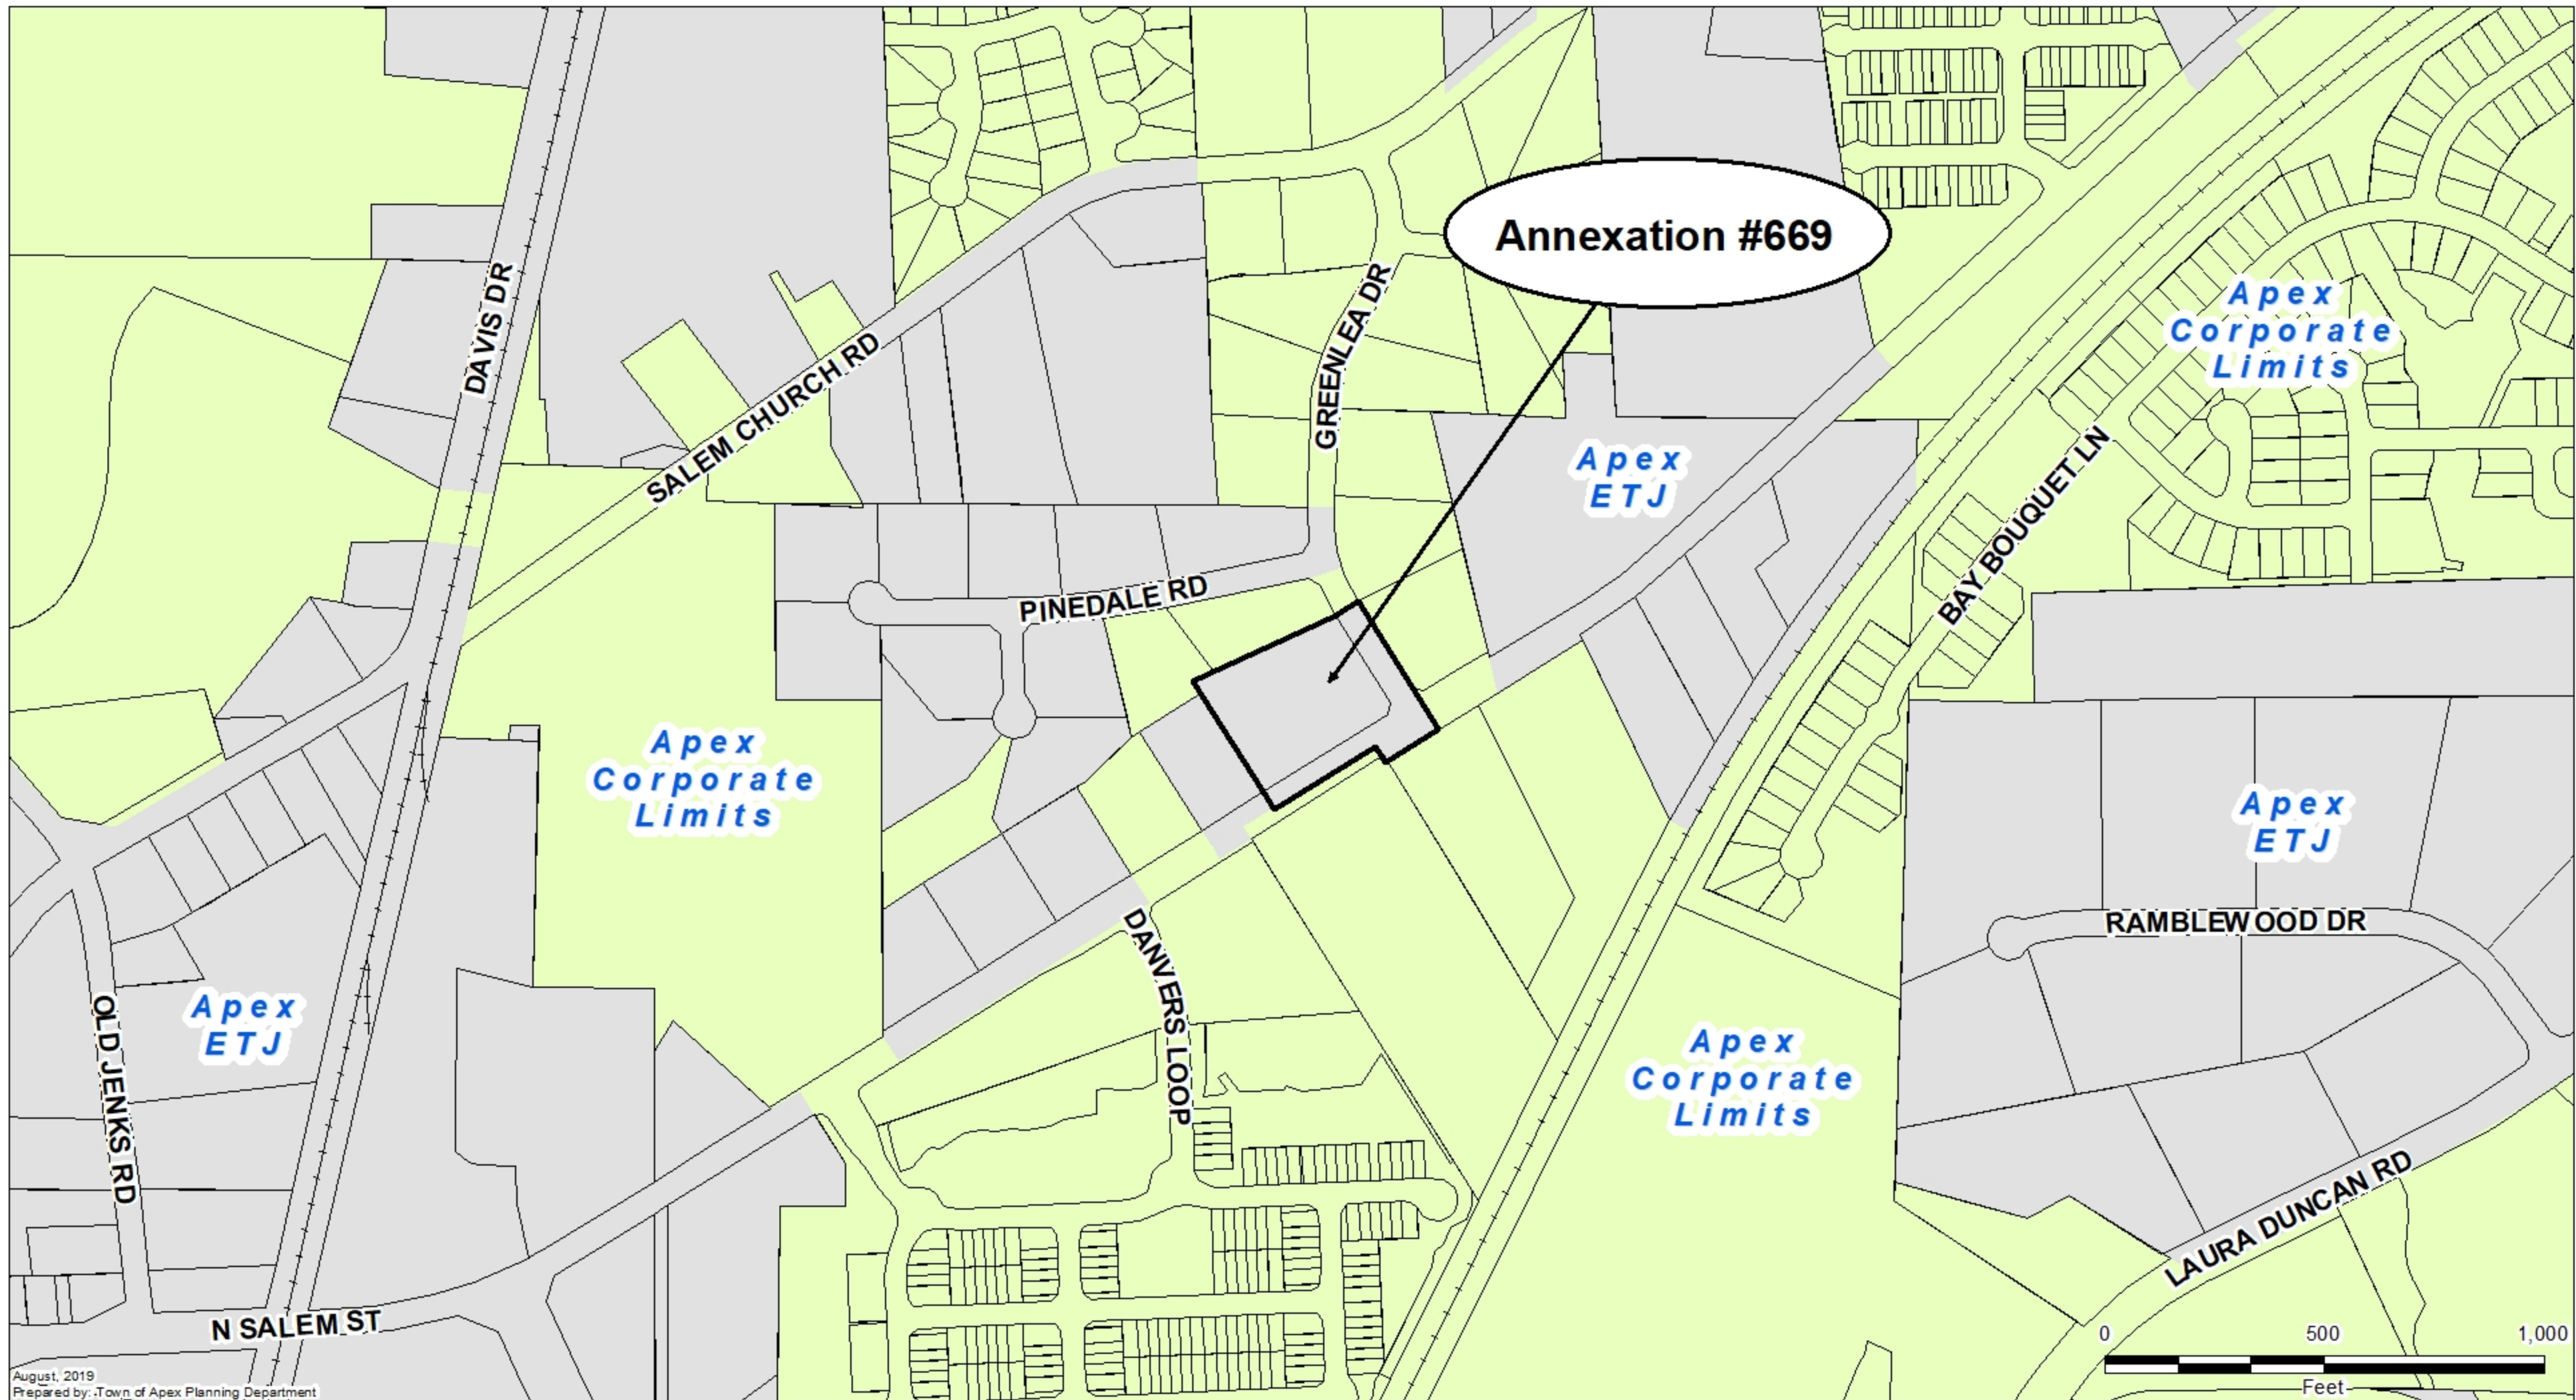 Annexation #669
DAVIS DR
SALEM CHURCH RD
GREENLEA DR
Apex
Corporate
Limits
Apex
ETJ
BAY BOUQUET LN
PINEDALE RD
Apex
Corporate
Limits
Apex
ETJ
RAMBLEWOOD DR
DANVERS LOOP
Apex
ETJ
OLD JENKS RD
Apex
Corporate
Limits
LAURA DUNCAN RD
N SALEM ST
0 500 1,000
Feet
August, 2019
Prepared by: Town of Apex Planning Department